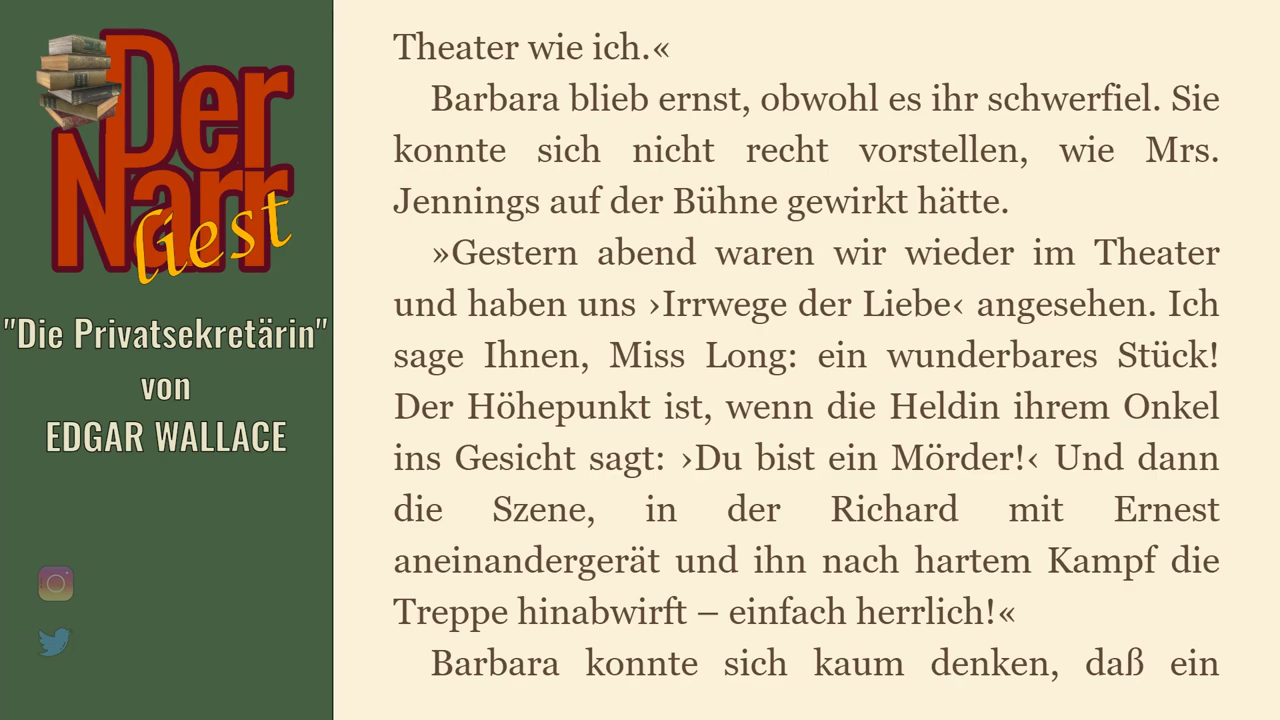 Der
Narr
liest
"Die Privatsekretärin"
von
EDGAR WALLACE
Theater wie ich.«
Barbara blieb ernst, obwohl es ihr schwerfiel. Sie
konnte sich nicht recht vorstellen, wie Mrs.
Jennings auf der Bühne gewirkt hätte.
»Gestern abend waren wir wieder im Theater
und haben uns ›Irrwege der Liebe‹ angesehen. Ich
sage Ihnen, Miss Long: ein wunderbares Stück!
Der Höhepunkt ist, wenn die Heldin ihrem Onkel
ins Gesicht sagt: ›Du bist ein Mörder!‹ Und dann
die Szene, in der Richard mit Ernest
aneinandergerät und ihn nach hartem Kampf die
Treppe hinabwirft – einfach herrlich!«
Barbara konnte sich kaum denken, daß ein